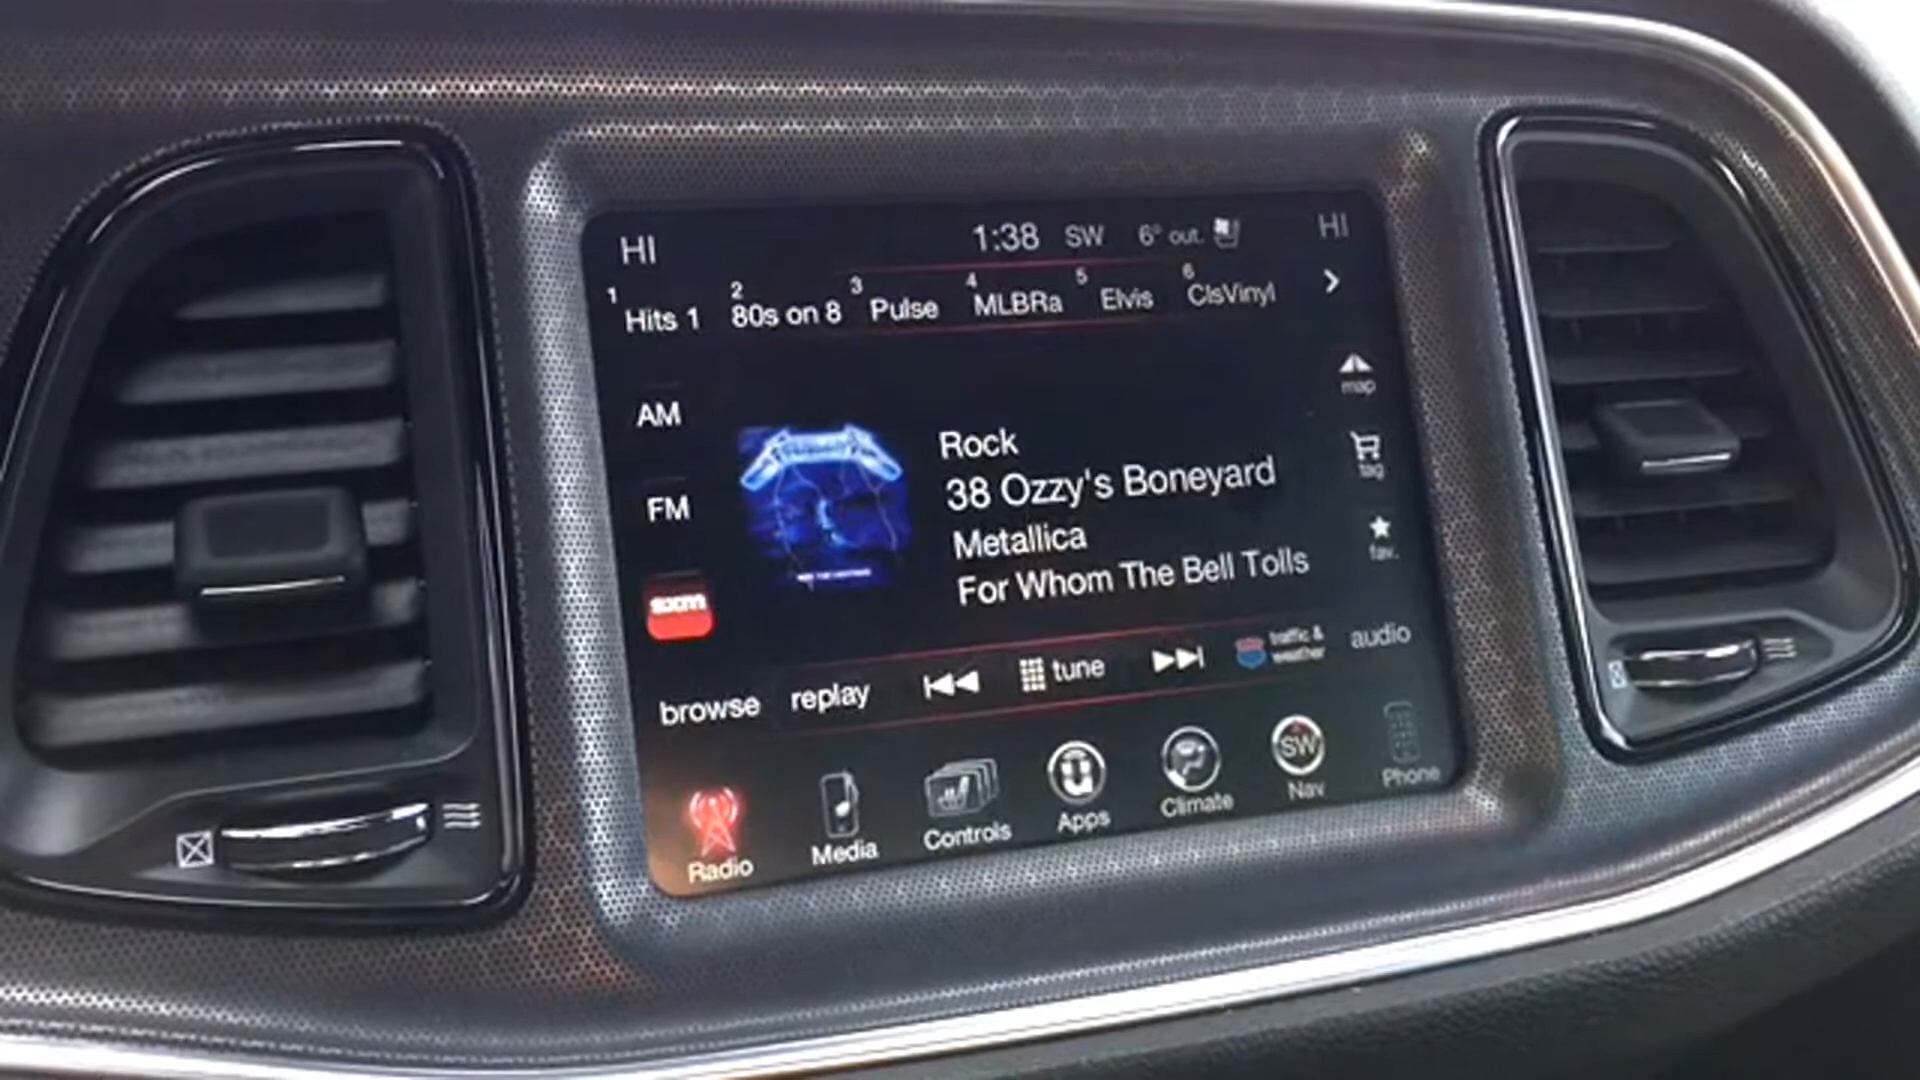 HI 1:38 SW 6° out. HI
1 Hits 1 2 80s on 8 3 Pulse 4 MLBRa 5 Elvis 6 ClsVinyl
map
AM
Rock
38 Ozzy's Boneyard
tag
FM
Metallica
fav.
For Whom The Bell Tolls
sxm
browse replay tune traffic & weather audio
Radio Media Controls Apps Climate SW Nav Phone